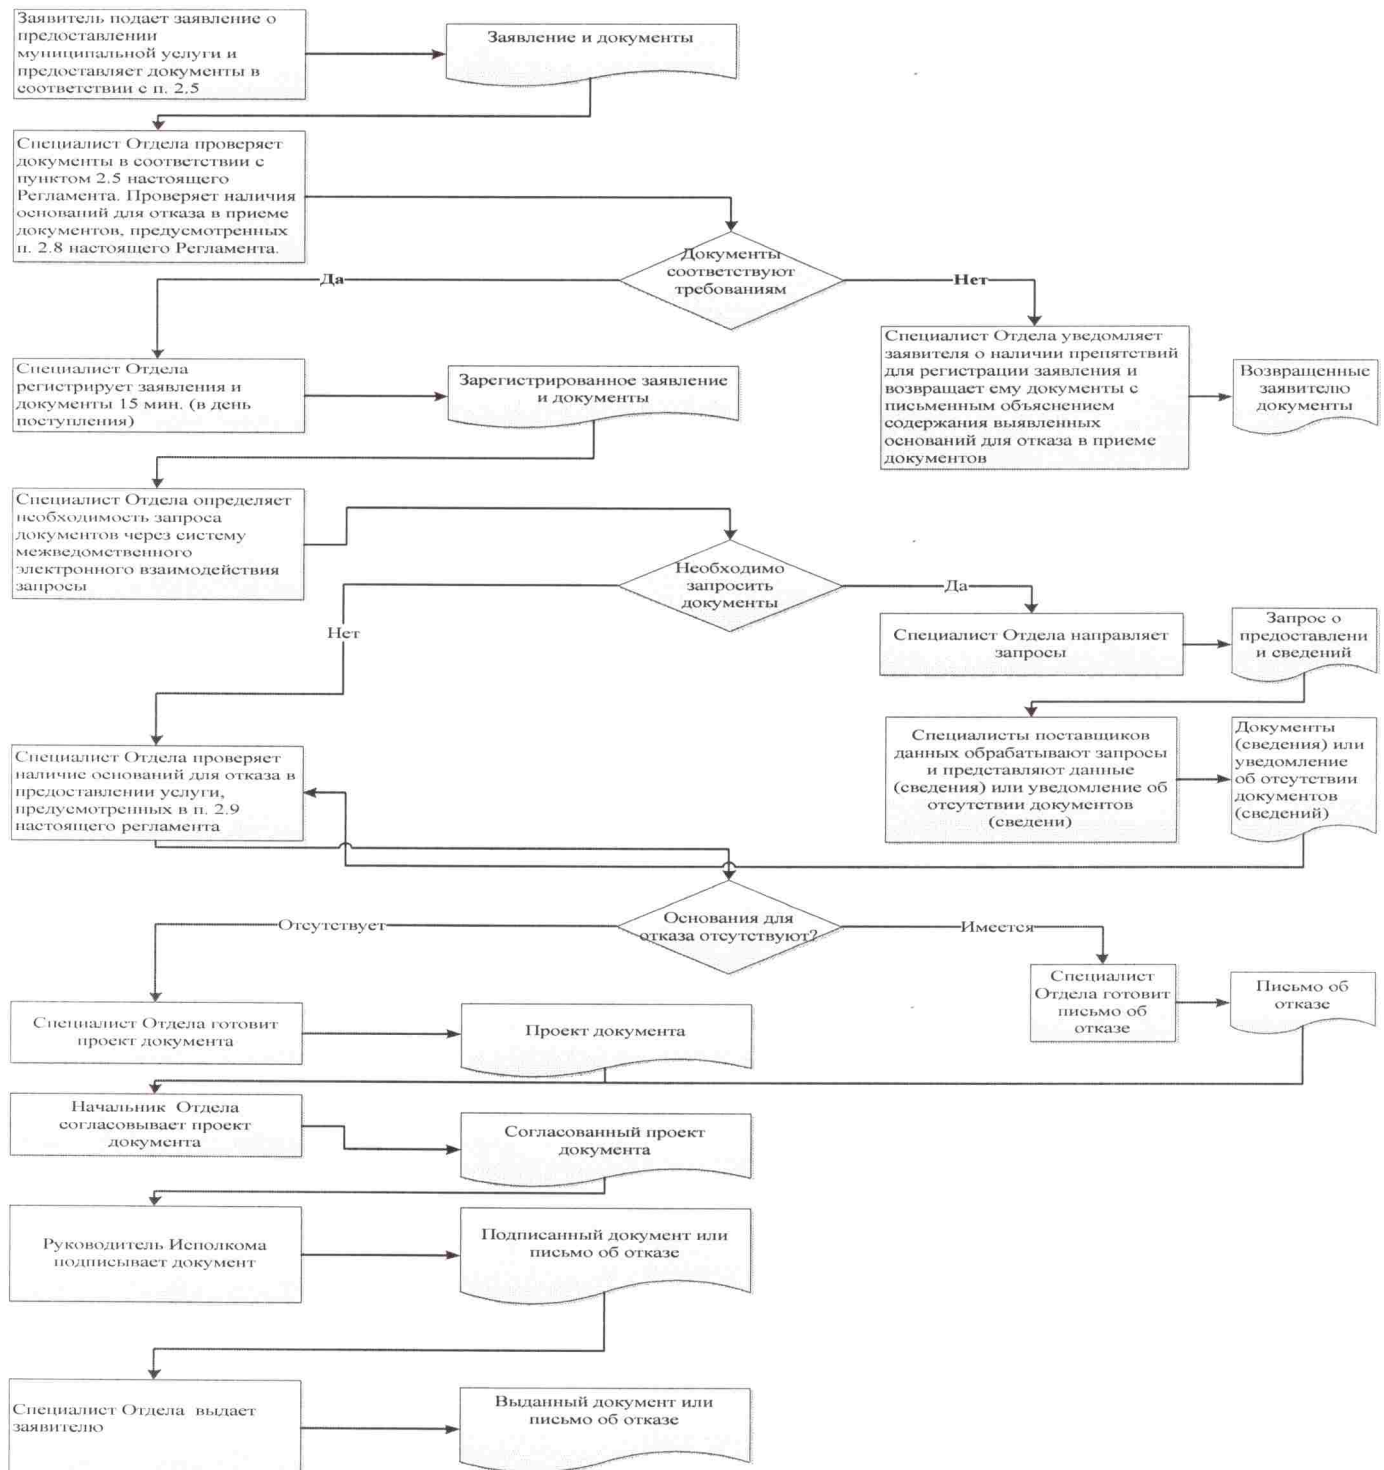 Заявитель подает заявление о
предоставлении
муниципальной услуги и
предоставляет документы в
соответствии с п. 2.5
Заявление и документы
Специалист Отдела проверяет
документы в соответствии с
пунктом 2.5 настоящего
Регламента. Проверяет наличия
оснований для отказа в приеме
документов, предусмотренных
п. 2.8 настоящего Регламента.
Документы
соответствуют
требованиям
Да
Нет
Специалист Отдела
регистрирует заявления и
документы 15 мин. (в день
поступления)
Зарегистрированное заявление
и документы
Специалист Отдела уведомляет
заявителя о наличии препятствий
для регистрации заявления и
возвращает ему документы с
письменным объяснением
содержания выявленных
оснований для отказа в приеме
документов
Возвращенные
заявителю
документы
Специалист Отдела определяет
необходимость запроса
документов через систему
межведомственного
электронного взаимодействия
запросы
Необходимо
запросить
документы
Да
Нет
Специалист Отдела направляет
запросы
Запрос о
предоставлени
и сведений
Специалисты поставщиков
данных обрабатывают запросы
и представляют данные
(сведения) или уведомление об
отсутствии документов
(сведени)
Документы
(сведения) или
уведомление
об отсутствии
документов
(сведений)
Специалист Отдела проверяет
наличие оснований для отказа в
предоставлении услуги,
предусмотренных в п. 2.9
настоящего регламента
Основания для
отказа отсутствуют?
Отсутствует
Имеется
Специалист
Отдела готовит
письмо об
отказе
Письмо об
отказе
Специалист Отдела готовит
проект документа
Проект документа
Начальник Отдела
согласовывает проект
документа
Согласованный проект
документа
Руководитель Исполкома
подписывает документ
Подписанный документ или
письмо об отказе
Специалист Отдела выдает
заявителю
Выданный документ или
письмо об отказе